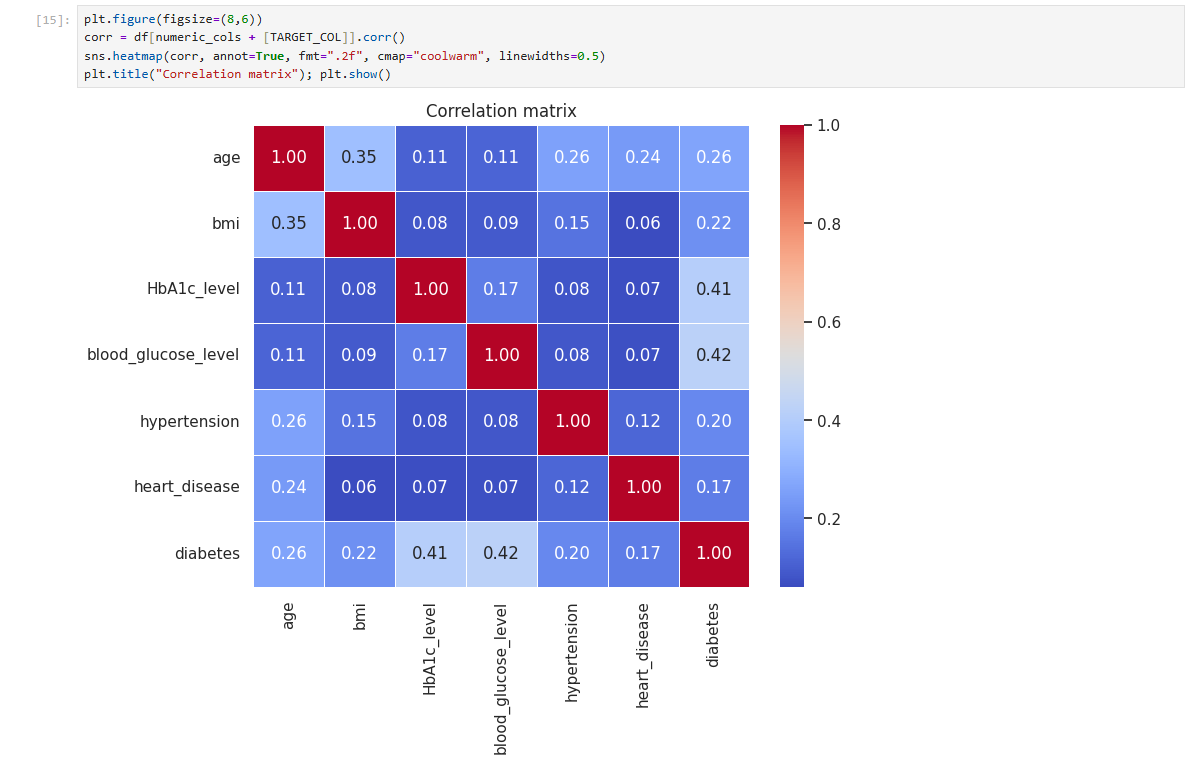 [15]:
plt.figure(figsize=(8,6))
corr = df[numeric_cols + [TARGET_COL]].corr()
sns.heatmap(corr, annot=True, fmt=".2f", cmap="coolwarm", linewidths=0.5)
plt.title("Correlation matrix"); plt.show()
Correlation matrix
age 1.00 0.35 0.11 0.11 0.26 0.24 0.26
bmi 0.35 1.00 0.08 0.09 0.15 0.06 0.22
HbA1c_level 0.11 0.08 1.00 0.17 0.08 0.07 0.41
blood_glucose_level 0.11 0.09 0.17 1.00 0.08 0.07 0.42
hypertension 0.26 0.15 0.08 0.08 1.00 0.12 0.20
heart_disease 0.24 0.06 0.07 0.07 0.12 1.00 0.17
diabetes 0.26 0.22 0.41 0.42 0.20 0.17 1.00
age
bmi
HbA1c_level
blood_glucose_level
hypertension
heart_disease
diabetes
1.0
0.8
0.6
0.4
0.2